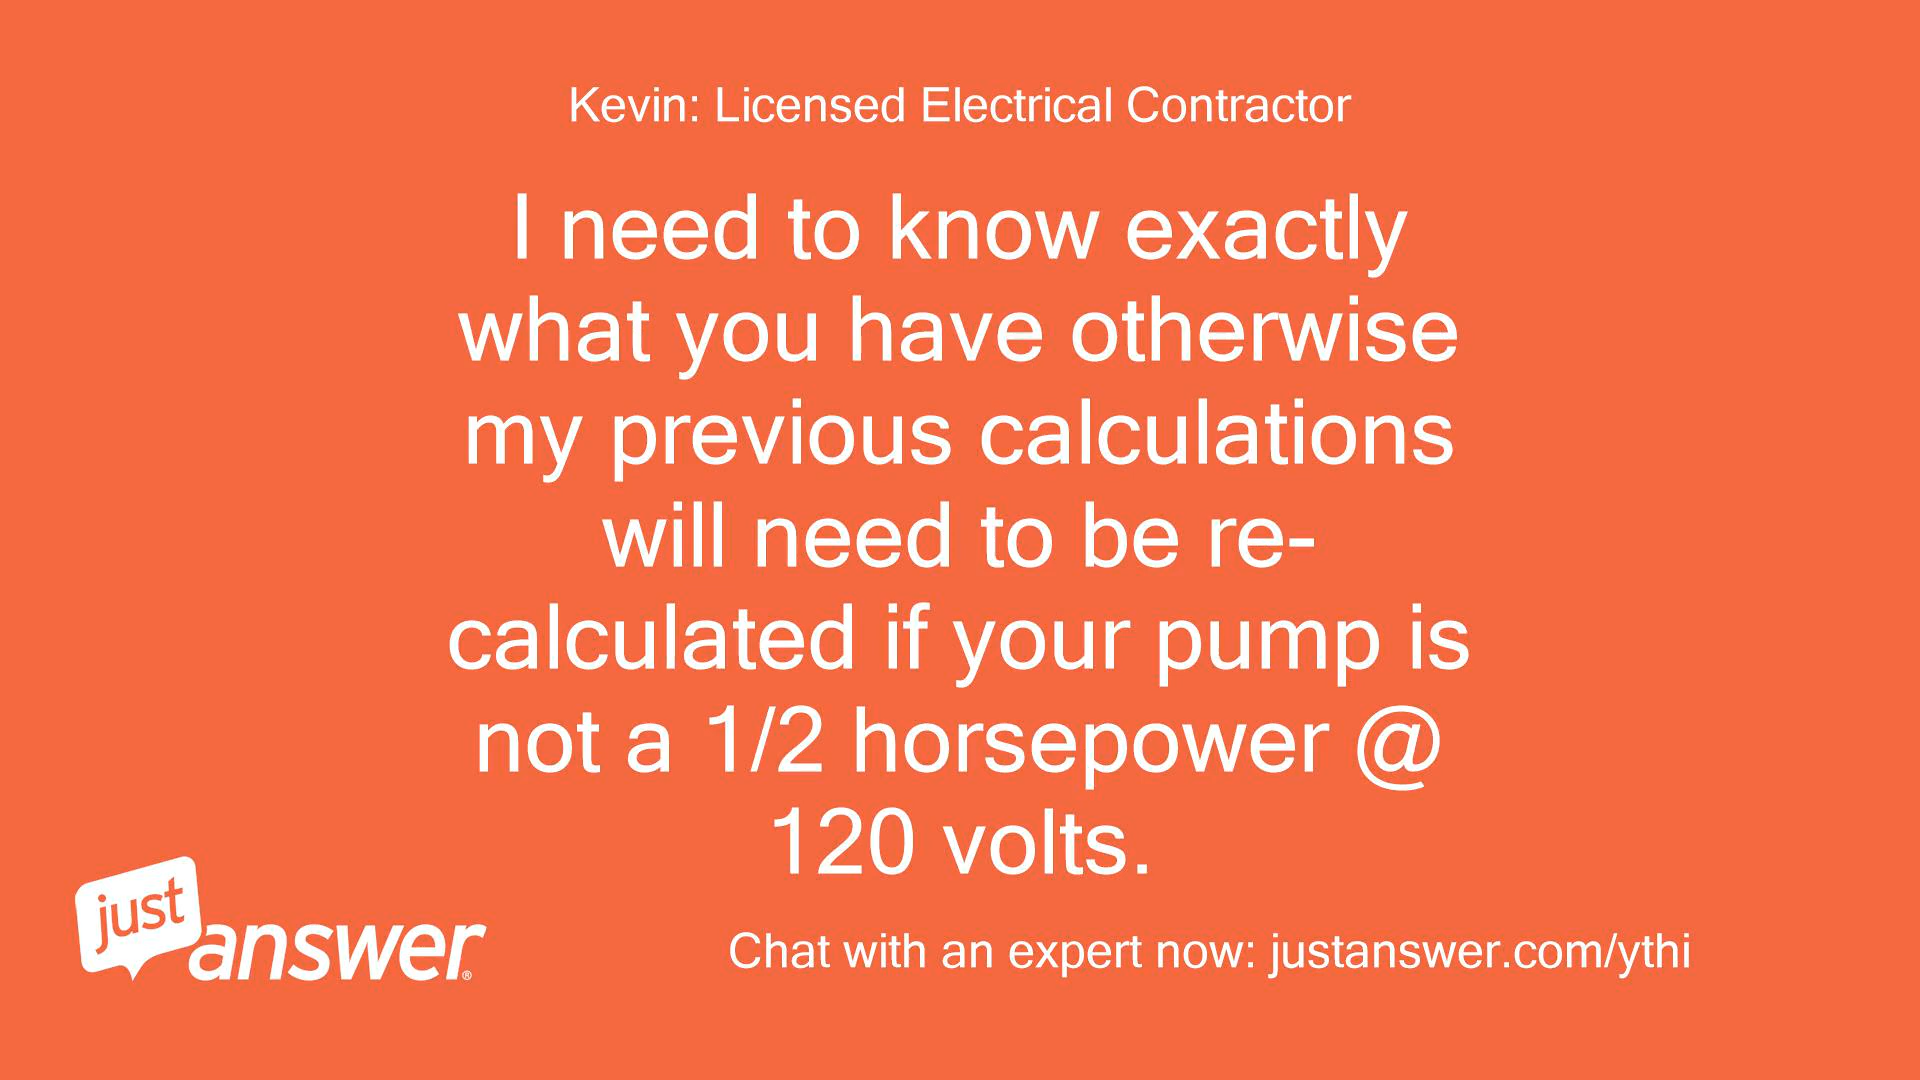 Kevin: Licensed Electrical Contractor
I need to know exactly
what you have otherwise
my previous calculations
will need to be re-
calculated if your pump is
not a 1/2 horsepower @
120 volts.
just
answer®
Chat with an expert now: justanswer.com/ythi